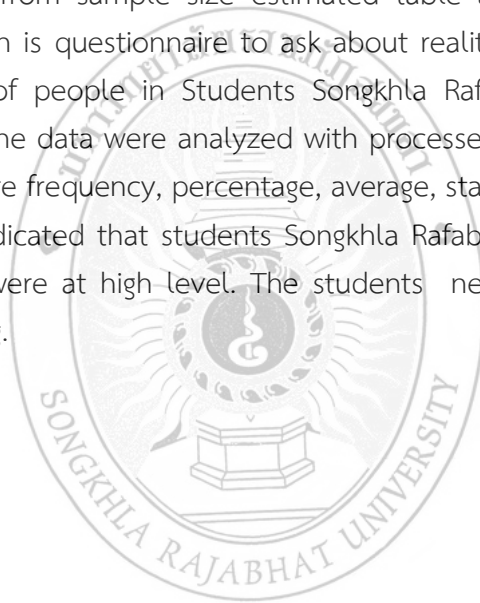 from sample size estimated table
n is questionnaire to ask about realit
of people in Students Songkhla Raf
he data were analyzed with processe
re frequency, percentage, average, sta
dicated that students Songkhla Rafab
were at high level. The students ne
SONGKHLA RAJABHAT UNIVERSITY